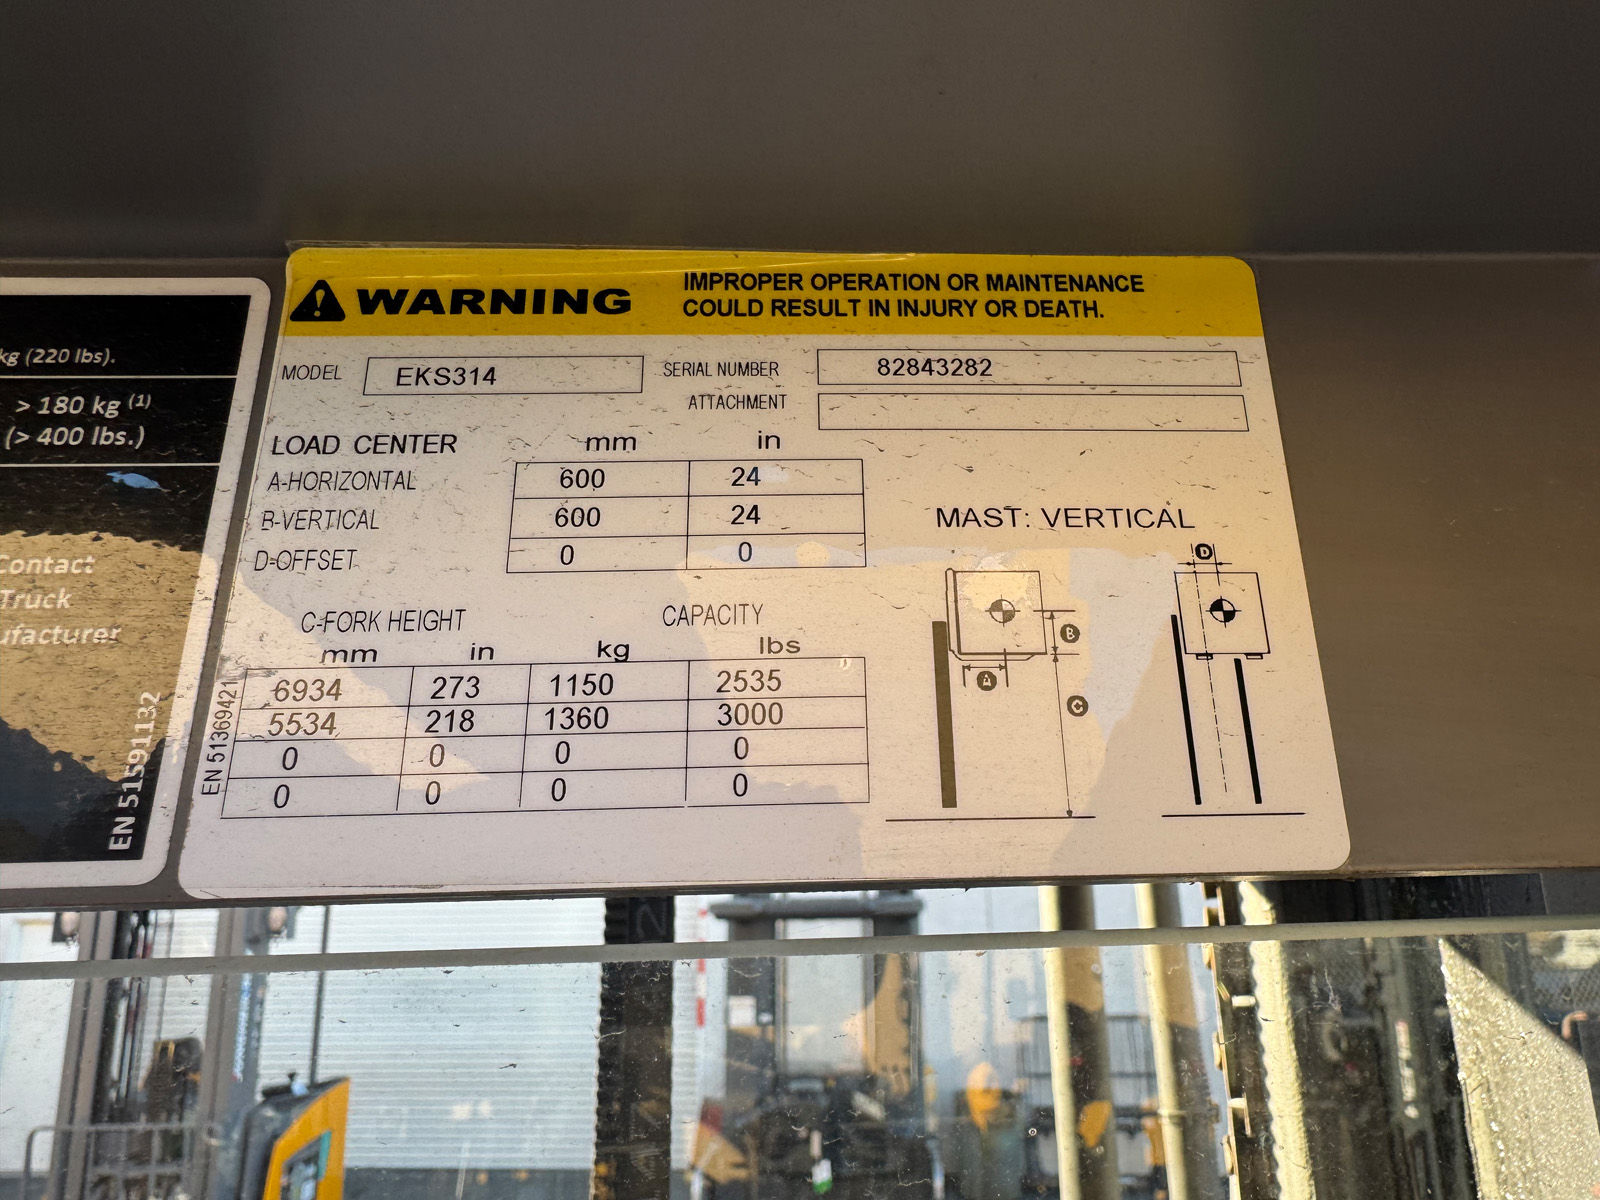 kg (220 lbs).
> 180 kg (1)
(> 400 lbs.)
Contact
Truck
ufacturer
EN 51591132
WARNING
IMPROPER OPERATION OR MAINTENANCE
COULD RESULT IN INJURY OR DEATH.
MODEL EKS314 SERIAL NUMBER 82843282
ATTACHMENT
LOAD CENTER mm in
A-HORIZONTAL 600 24
B-VERTICAL 600 24
D-OFFSET 0 0
C-FORK HEIGHT CAPACITY
mm in kg lbs
6934 273 1150 2535
5534 218 1360 3000
0 0 0 0
0 0 0 0
EN 51369421
MAST: VERTICAL
D
B
A
C
2